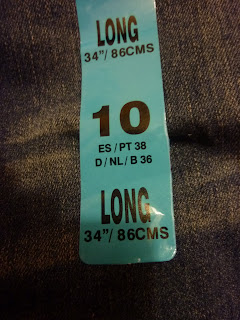 LONG
34"/ 86CMS
10
ES / PT 38
D / NL / B 36
LONG
34"/ 86CMS